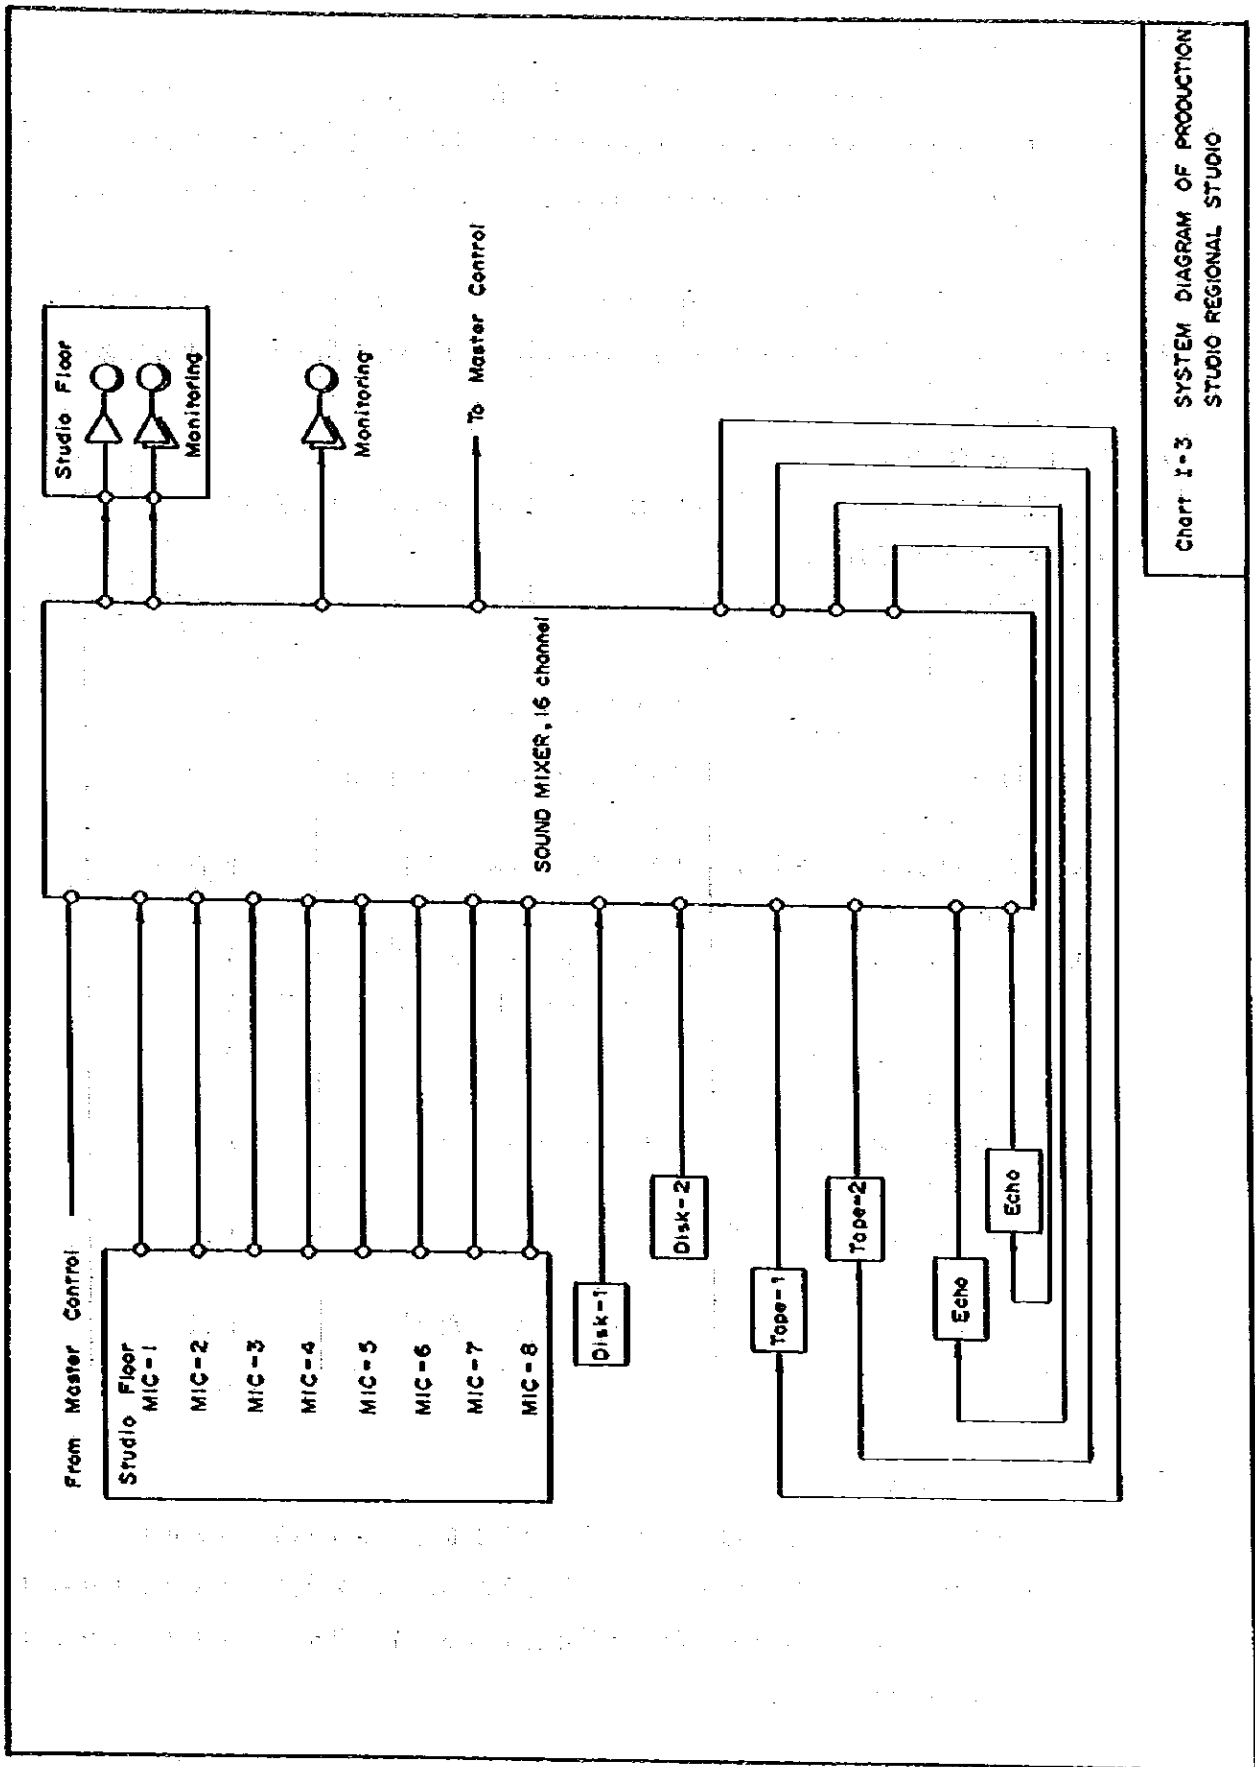 From Master Control
Studio Floor
MIC-1
MIC-2
MIC-3
MIC-4
MIC-5
MIC-6
MIC-7
MIC-8
Disk-1
Disk-2
Tape-1
Tape-2
Echo
Echo
SOUND MIXER, 16 channel
Studio Floor
Monitoring
Monitoring
To Master Control
Chart I-3 SYSTEM DIAGRAM OF PRODUCTION
STUDIO REGIONAL STUDIO